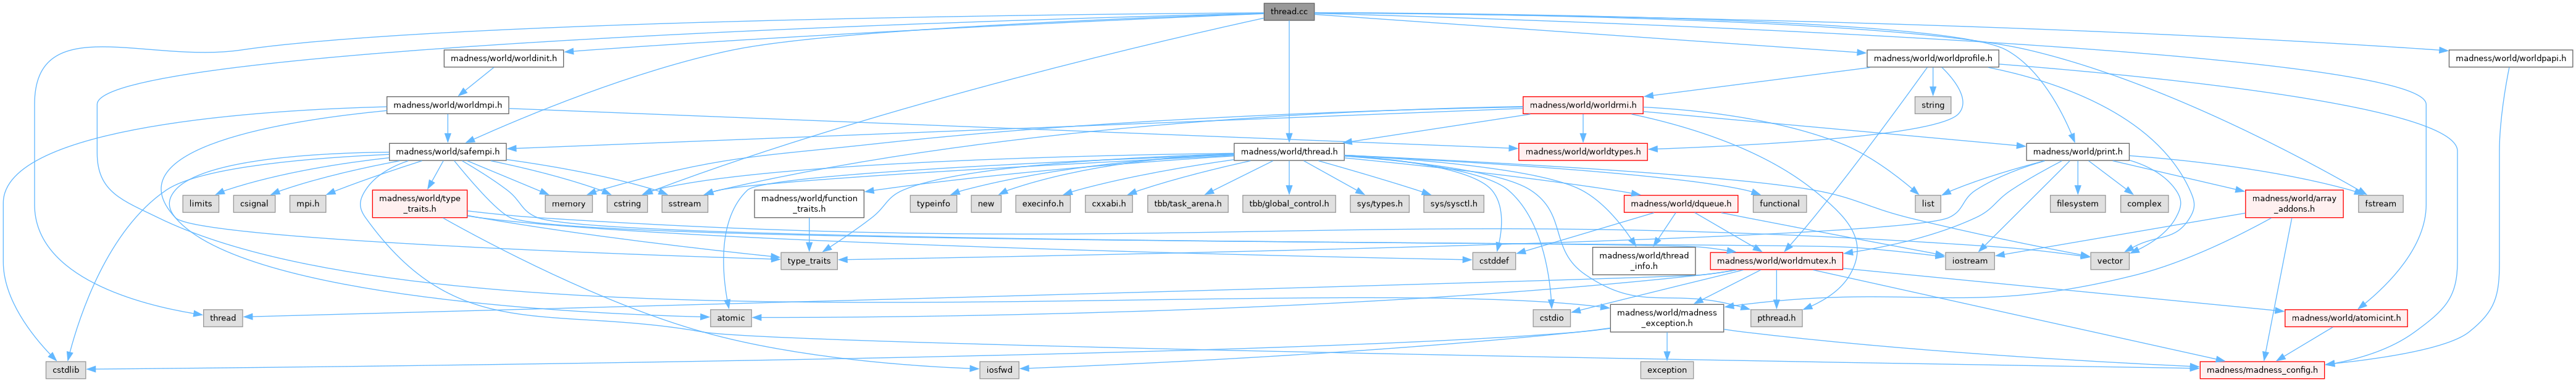 thread.cc
madness/world/worldinit.h
madness/world/worldprofile.h
madness/world/worldpapi.h
madness/world/worldmpi.h
madness/world/worldrmi.h
string
madness/world/safempi.h
madness/world/thread.h
madness/world/worldtypes.h
madness/world/print.h
limits
csignal
mpi.h
madness/world/type
_traits.h
memory
cstring
sstream
madness/world/function
_traits.h
typeinfo
new
execinfo.h
cxxabi.h
tbb/task_arena.h
tbb/global_control.h
sys/types.h
sys/sysctl.h
madness/world/dqueue.h
functional
list
filesystem
complex
madness/world/array
_addons.h
fstream
type_traits
cstddef
madness/world/thread
_info.h
madness/world/worldmutex.h
iostream
vector
thread
atomic
cstdio
madness/world/madness
_exception.h
pthread.h
madness/world/atomicint.h
cstdlib
iosfwd
exception
madness/madness_config.h